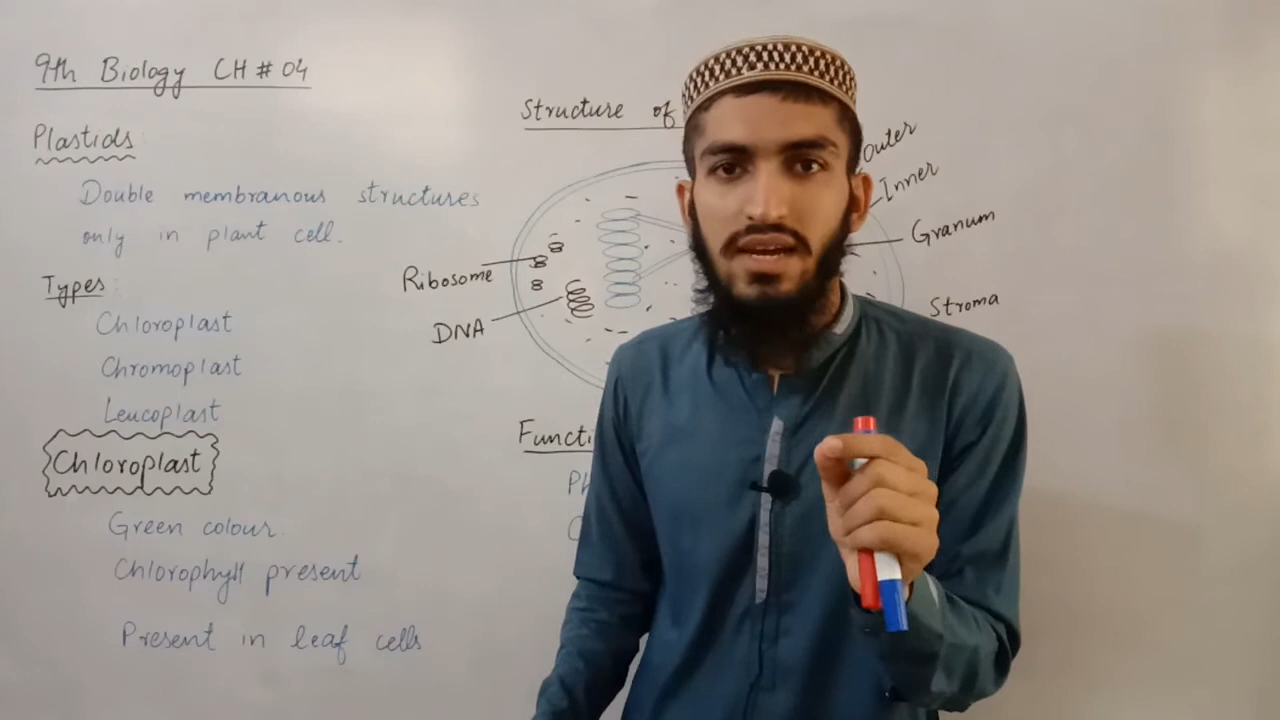 9th Biology CH # 04
Plastids:
Double membranous structures
only in plant cell.
Types:
Chloroplast
Chromoplast
Leucoplast
Chloroplast
Green colour.
Chlorophyll present
Present in leaf cells
Structure of
Outer
Inner
Granum
Stroma
Ribosome
DNA